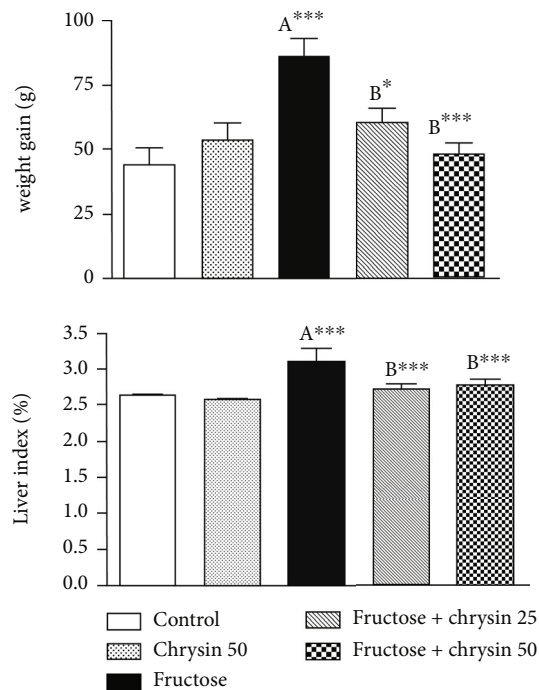 100
75
50
25
0
weight gain (g)
A***
B*
B***
3.5
3.0
2.5
2.0
1.5
1.0
0.5
0.0
Liver index (%)
A***
B***
B***
Control
Chrysin 50
Fructose
Fructose + chrysin 25
Fructose + chrysin 50